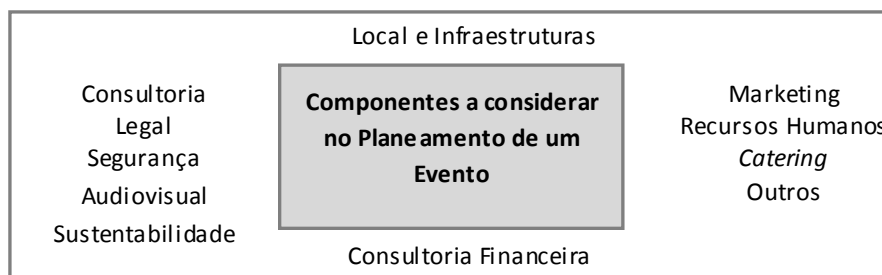 Local e Infraestruturas
Consultoria
Legal
Segurança
Audiovisual
Sustentabilidade
Componentes a considerar
no Planeamento de um
Evento
Marketing
Recursos Humanos
Catering
Outros
Consultoria Financeira